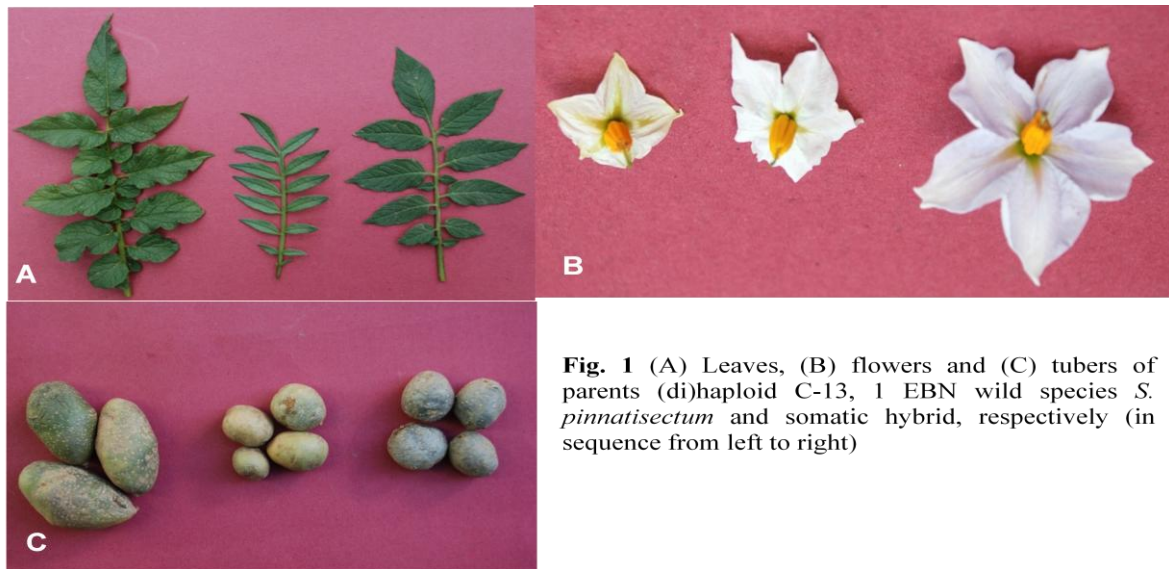 A
B
C
Fig. 1 (A) Leaves, (B) flowers and (C) tubers of
parents (di)haploid C-13, 1 EBN wild species S.
pinnatisectum and somatic hybrid, respectively (in
sequence from left to right)